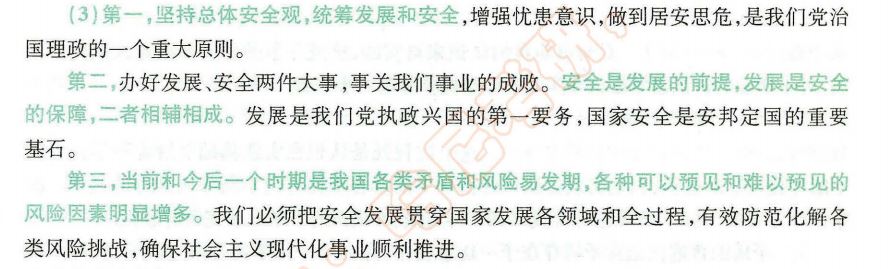 (3)第一,坚持总体安全观,统筹发展和安全,增强忧患意识,做到居安思危,是我们党治
国理政的一个重大原则。
第二,办好发展、安全两件大事,事关我们事业的成败。安全是发展的前提,发展是安全
的保障,二者相辅相成。发展是我们党执政兴国的第一要务,国家安全是安邦定国的重要
基石。
第三,当前和今后一个时期是我国各类矛盾和风险易发期,各种可以预见和难以预见的
风险因素明显增多。我们必须把安全发展贯穿国家发展各领域和全过程,有效防范化解各
类风险挑战,确保社会主义现代化事业顺利推进。